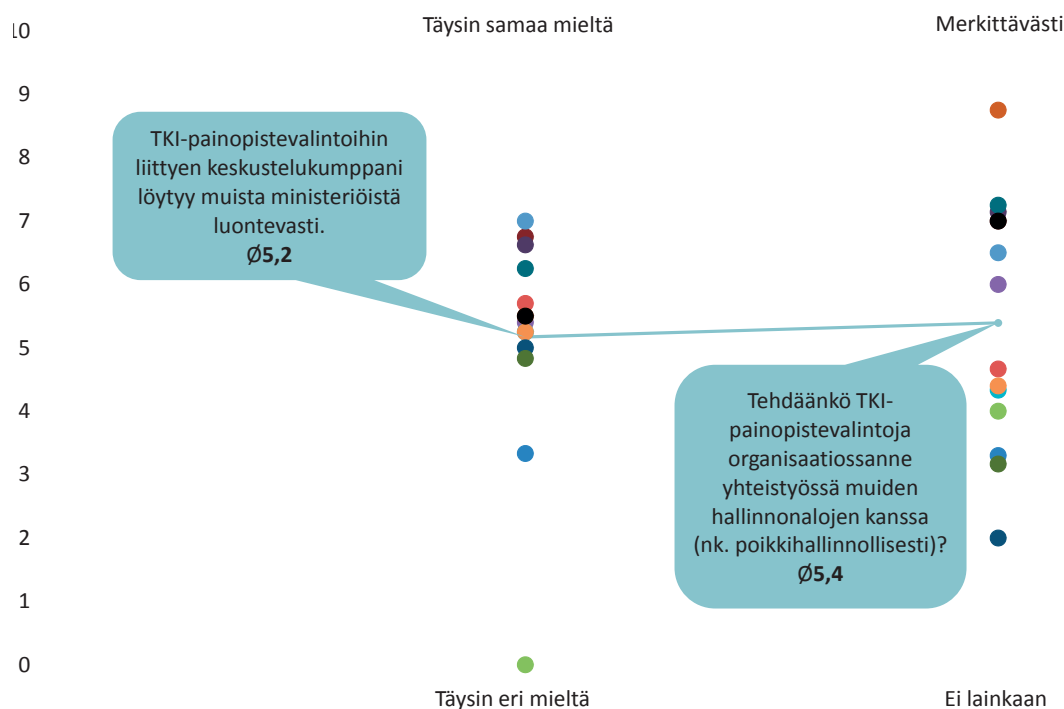 Täysin samaa mieltä
Merkittävästi
10
9
8
7
6
5
4
3
2
1
0
TKI-painopistevalintoihin
liittyen keskustelukumppani
löytyy muista ministeriöistä
luontevasti.
Ø5,2
Tehdäänkö TKI-
painopistevalintoja
organisaatiossanne
yhteistyössä muiden
hallinnonalojen kanssa
(nk. poikkihallinnollisesti)?
Ø5,4
Täysin eri mieltä
Ei lainkaan